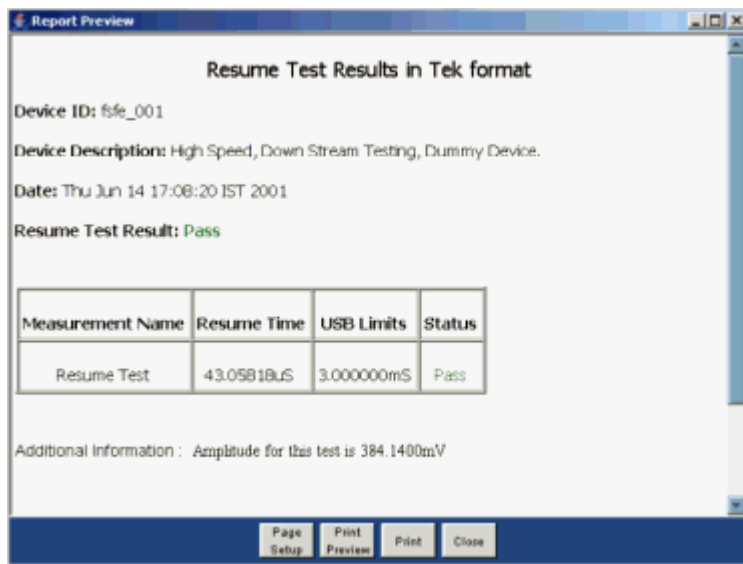 Report Preview
Resume Test Results in Tek format
Device ID: fsfe_001
Device Description: High Speed, Down Stream Testing, Dummy Device.
Date: Thu Jun 14 17:08:20 IST 2001
Resume Test Result: Pass
Measurement Name Resume Time USB Limits Status
Resume Test 43.05818uS 3.000000mS Pass
Additional Information : Amplitude for this test is 384.1400mV
Page Setup Print Preview Print Close